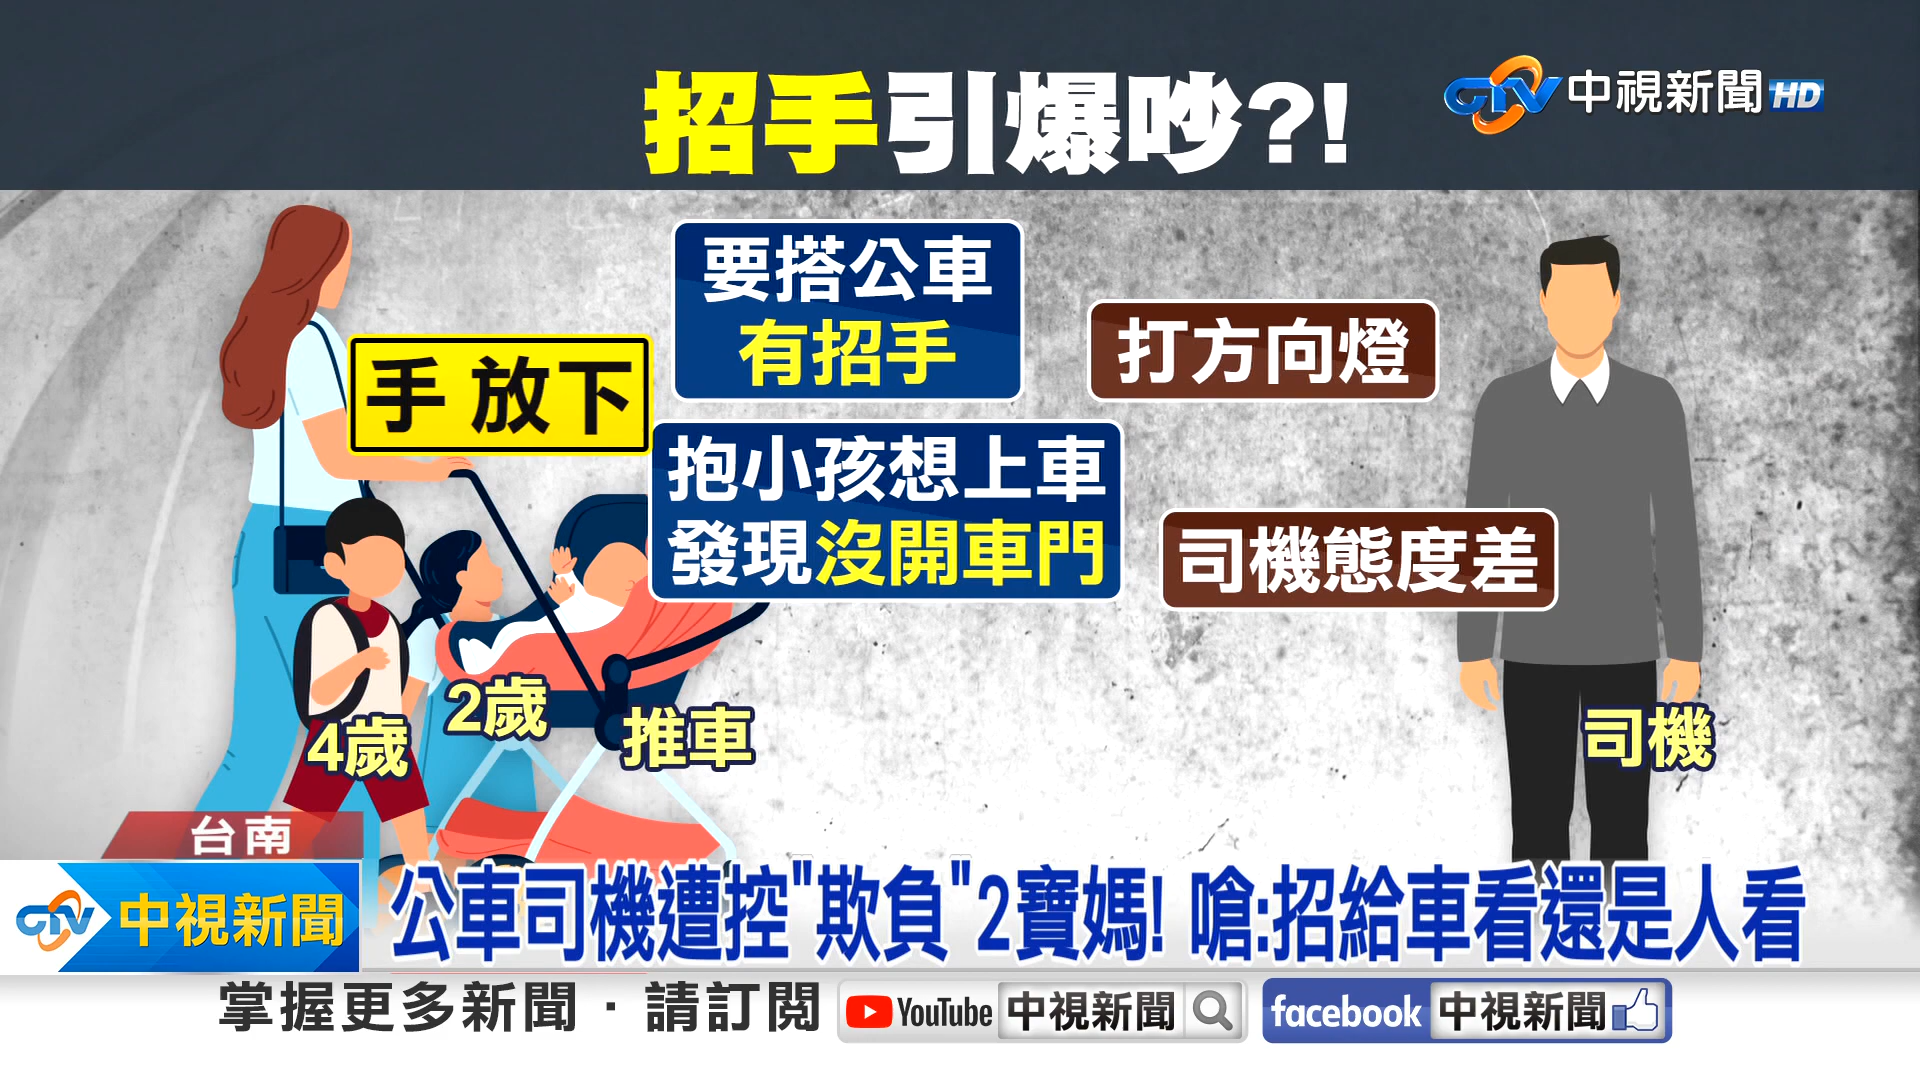 招手引爆吵?!
CTV 中視新聞 HD
要搭公車
有招手
打方向燈
手 放下
抱小孩想上車
發現沒開車門
司機態度差
4歲
2歲
推車
司機
台南
CTV 中視新聞
公車司機遭控"欺負"2寶媽! 嗆:招給車看還是人看
掌握更多新聞·請訂閱 YouTube 中視新聞 facebook 中視新聞